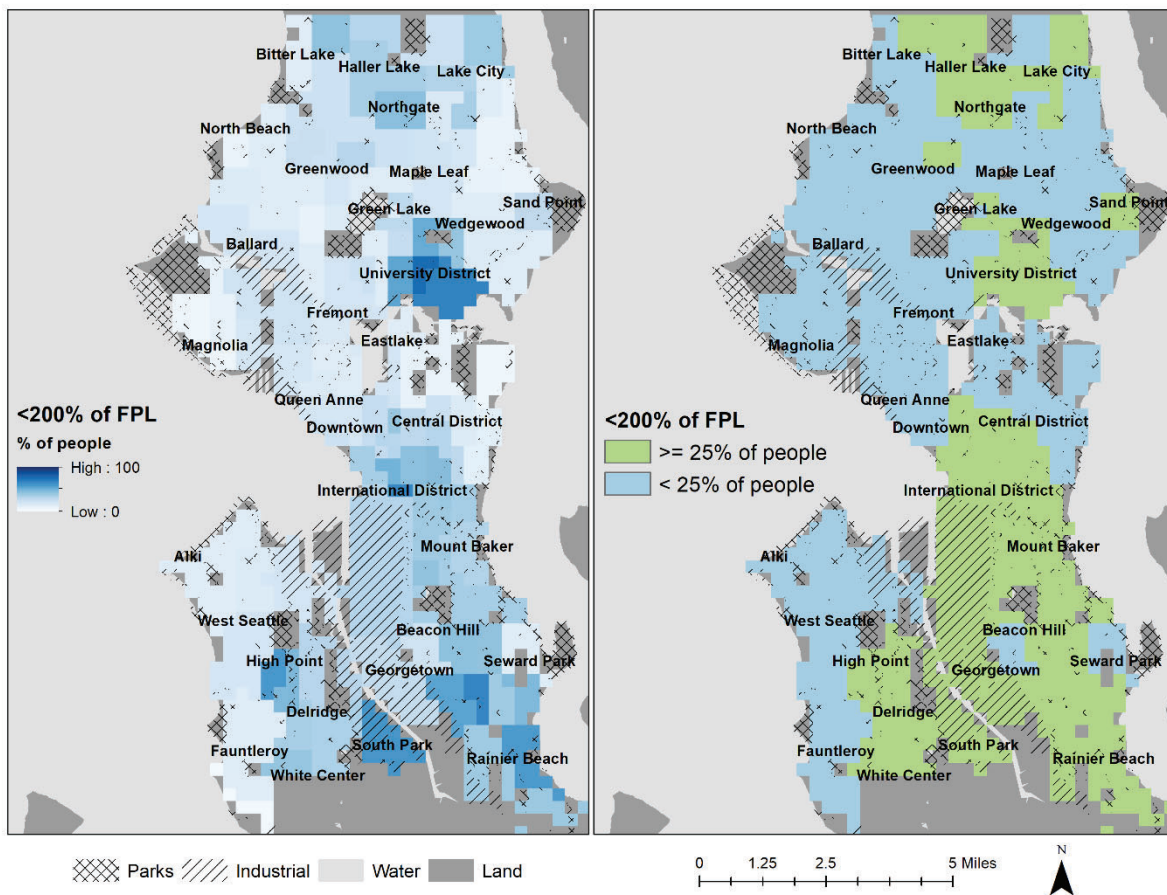 Bitter Lake
Haller Lake
Lake City
Northgate
North Beach
Greenwood
Maple Leaf
Sand Point
Green Lake
Wedgewood
Ballard
University District
Fremont
Eastlake
Magnolia
Queen Anne
Downtown
Central District
<200% of FPL
% of people
High : 100
Low : 0
International District
Alki
Mount Baker
West Seattle
Beacon Hill
High Point
Georgetown
Seward Park
Delridge
South Park
Fauntleroy
White Center
Rainier Beach
Bitter Lake
Haller Lake
Lake City
Northgate
North Beach
Greenwood
Maple Leaf
Sand Point
Green Lake
Wedgewood
Ballard
University District
Fremont
Eastlake
Magnolia
Queen Anne
Downtown
Central District
<200% of FPL
>= 25% of people
< 25% of people
International District
Alki
Mount Baker
West Seattle
Beacon Hill
High Point
Georgetown
Seward Park
Delridge
South Park
Fauntleroy
White Center
Rainier Beach
Parks
Industrial
Water
Land
0 1.25 2.5 5 Miles
N